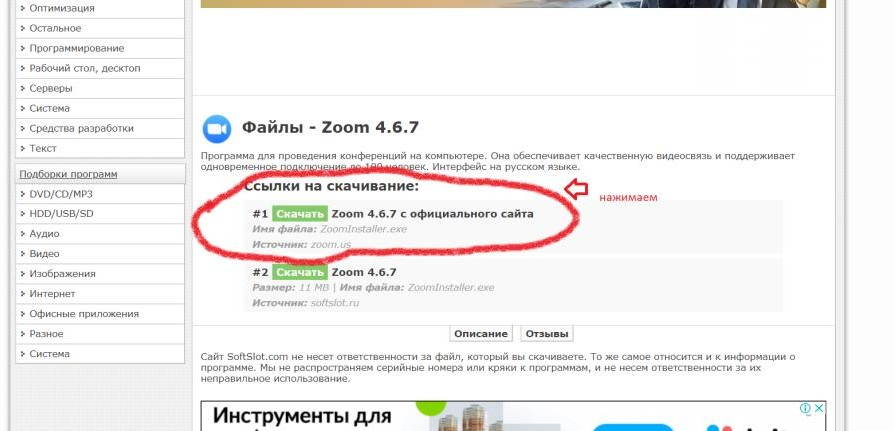 Оптимизация
Остальное
Программирование
Рабочий стол, десктоп
Серверы
Система
Средства разработки
Текст
Подборки программ
DVD/CD/MP3
HDD/USB/SD
Аудио
Видео
Изображения
Интернет
Офисные приложения
Разное
Система
Файлы - Zoom 4.6.7
Программа для проведения конференций на компьютере. Она обеспечивает качественную видеосвязь и поддерживает
одновременное подключение до 100 человек. Интерфейс на русском языке.
Ссылки на скачивание:
нажимаем
#1 Скачать Zoom 4.6.7 с официального сайта
Имя файла: ZoomInstaller.exe
Источник: zoom.us
#2 Скачать Zoom 4.6.7
Размер: 11 MB | Имя файла: ZoomInstaller.exe
Источник: softslot.ru
Описание Отзывы
Сайт SoftSlot.com не несет ответственности за файл, который вы скачиваете. То же самое относится и к информации о
программе. Мы не распространяем серийные номера или кряки к программам, и не несем ответственности за их
неправильное использование.
Инструменты для